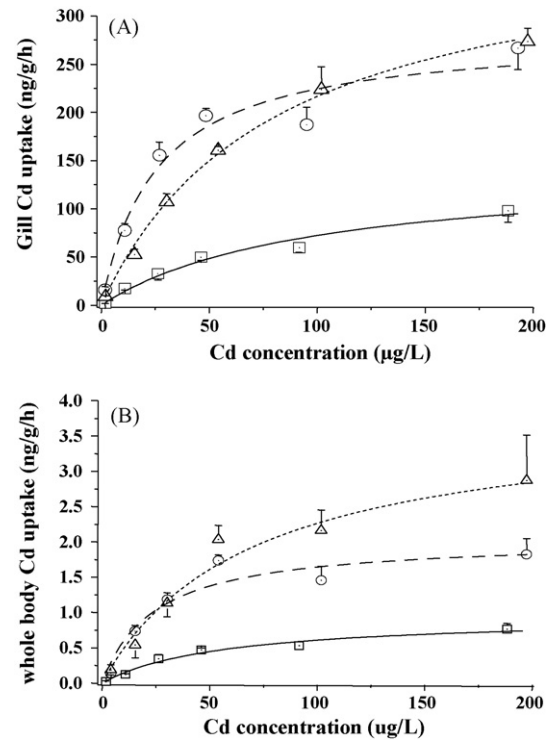 (A)
Gill Cd uptake (ng/g/h)
300
250
200
150
100
50
0
0 50 100 150 200
Cd concentration (µg/L)
(B)
whole body Cd uptake (ng/g/h)
4.0
3.5
3.0
2.5
2.0
1.5
1.0
0.5
0.0
0 50 100 150 200
Cd concentration (ug/L)